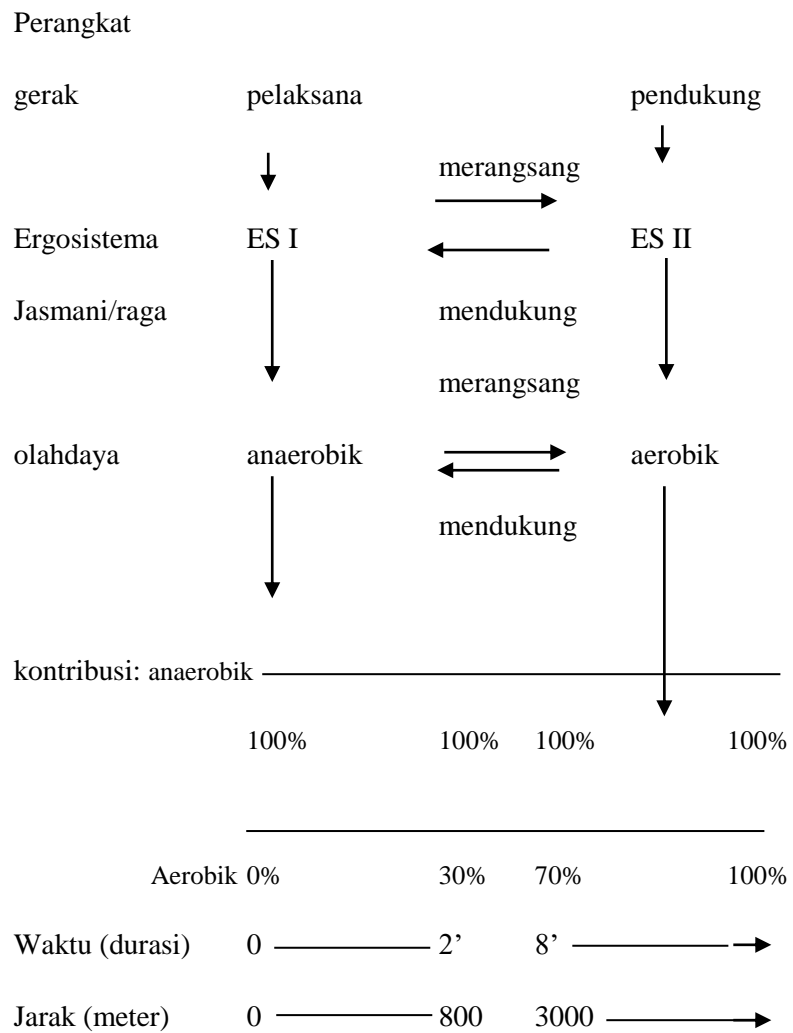 Perangkat
gerak pelaksana pendukung
merangsang
Ergosistema ES I ES II
Jasmani/raga mendukung
merangsang
olahdaya anaerobik aerobik
mendukung
kontribusi: anaerobik
100% 100% 100% 100%
Aerobik 0% 30% 70% 100%
Waktu (durasi) 0 2’ 8’
Jarak (meter) 0 800 3000